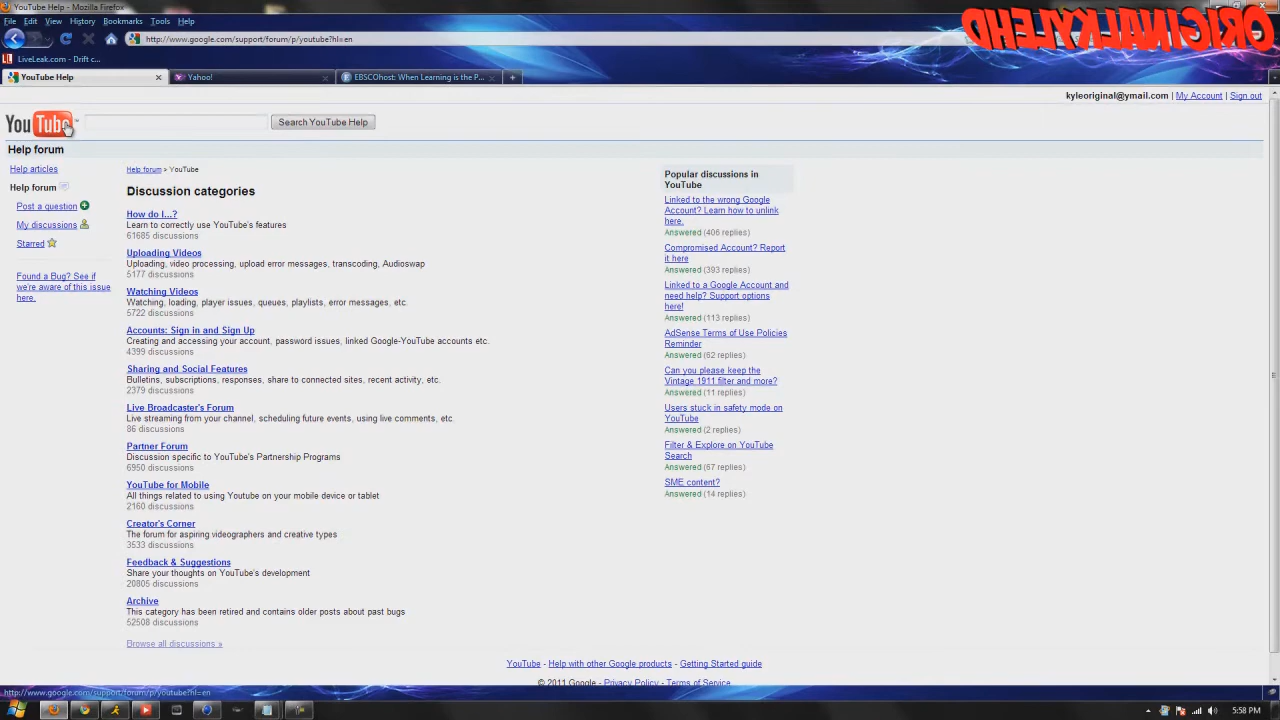 YouTube Help - Mozilla Firefox
File Edit View History Bookmarks Tools Help
http://www.google.com/support/forum/p/youtube?hl=en
LiveLeak.com - Drift c...
YouTube Help
Yahoo!
EBSCOhost: When Learning is the P...
ORIGINALKYLEHD
kyleoriginal@ymail.com | My Account | Sign out
YouTube
Search YouTube Help
Help forum
Help articles
Help forum
Post a question
My discussions
Starred
Found a Bug? See if
we're aware of this issue
here.
Help forum > YouTube
Discussion categories
How do I...?
Learn to correctly use YouTube's features
61685 discussions
Uploading Videos
Uploading, video processing, upload error messages, transcoding, Audioswap
5177 discussions
Watching Videos
Watching, loading, player issues, queues, playlists, error messages, etc.
5722 discussions
Accounts: Sign in and Sign Up
Creating and accessing your account, password issues, linked Google-YouTube accounts etc.
4399 discussions
Sharing and Social Features
Bulletins, subscriptions, responses, share to connected sites, recent activity, etc.
2379 discussions
Live Broadcaster's Forum
Live streaming from your channel, scheduling future events, using live comments, etc
86 discussions
Partner Forum
Discussion specific to YouTube's Partnership Programs
6950 discussions
YouTube for Mobile
All things related to using Youtube on your mobile device or tablet
2160 discussions
Creator's Corner
The forum for aspiring videographers and creative types
3533 discussions
Feedback & Suggestions
Share your thoughts on YouTube's development
20805 discussions
Archive
This category has been retired and contains older posts about past bugs
52508 discussions
Browse all discussions »
Popular discussions in
YouTube
Linked to the wrong Google
Account? Learn how to unlink
here.
Answered (406 replies)
Compromised Account? Report
it here
Answered (393 replies)
Linked to a Google Account and
need help? Support options
here!
Answered (113 replies)
AdSense Terms of Use Policies
Reminder
Answered (62 replies)
Can you please keep the
Vintage 1911 filter and more?
Answered (11 replies)
Users stuck in safety mode on
YouTube
Answered (2 replies)
Filter & Explore on YouTube
Search
Answered (67 replies)
SME content?
Answered (14 replies)
YouTube - Help with other Google products - Getting Started guide
© 2011 Google - Privacy Policy - Terms of Service
http://www.google.com/support/forum/p/youtube?hl=en
5:58 PM